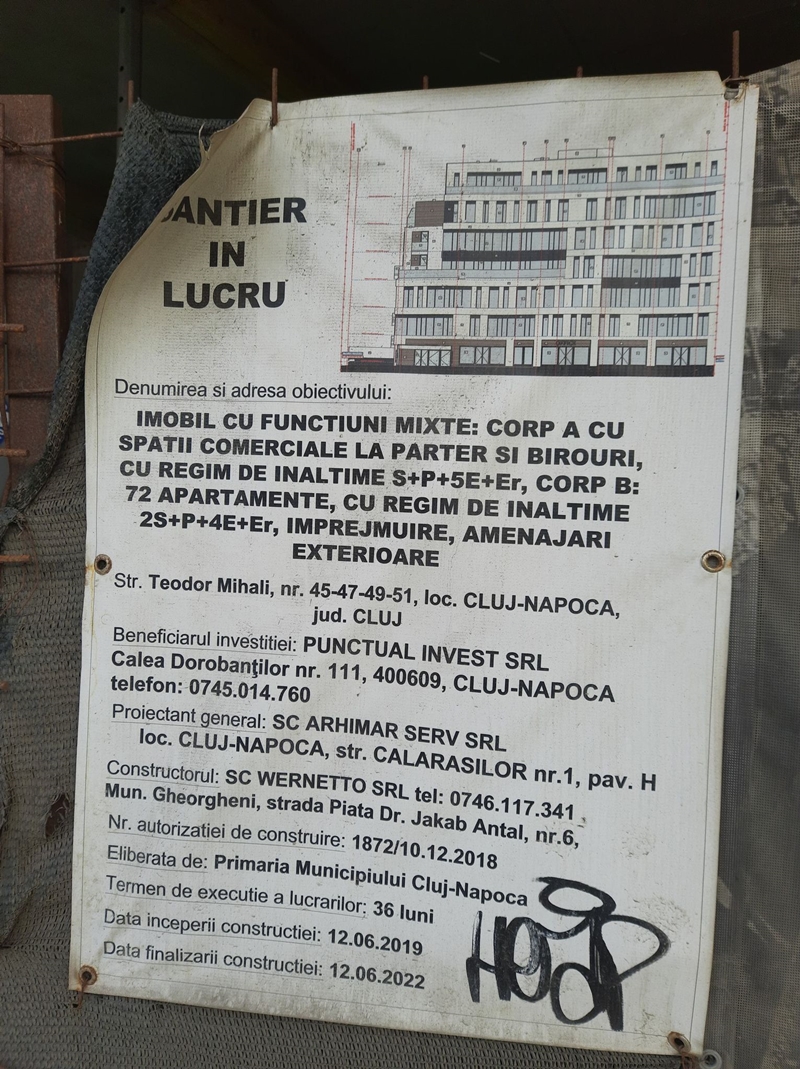 ANTIER
IN
LUCRU
Denumirea si adresa obiectivului:
IMOBIL CU FUNCTIUNI MIXTE: CORP A CU
SPATII COMERCIALE LA PARTER SI BIROURI,
CU REGIM DE INALTIME S+P+5E+Er, CORP B:
72 APARTAMENTE, CU REGIM DE INALTIME
2S+P+4E+Er, IMPREJMUIRE, AMENAJARI
EXTERIOARE
Str. Teodor Mihali, nr. 45-47-49-51, loc. CLUJ-NAPOCA,
jud. CLUJ
Beneficiarul investitiei: PUNCTUAL INVEST SRL
Calea Dorobanţilor nr. 111, 400609, CLUJ-NAPOCA
telefon: 0745.014.760
Proiectant general: SC ARHIMAR SERV SRL
loc. CLUJ-NAPOCA, str. CALARASILOR nr.1, pav. H
Constructorul: SC WERNETTO SRL tel: 0746.117.341
Mun. Gheorgheni, strada Piata Dr. Jakab Antal, nr.6,
Nr. autorizatiei de construire: 1872/10.12.2018
Eliberata de: Primaria Municipiului Cluj-Napoca
Termen de executie a lucrarilor: 36 luni
Data inceperii constructiei: 12.06.2019
Data finalizarii constructiei: 12.06.2022